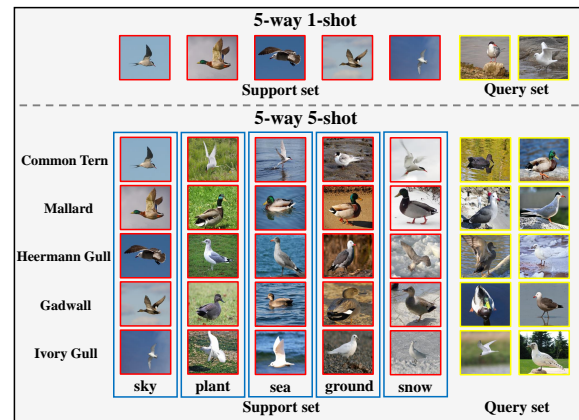 5-way 1-shot
Support set
Query set
5-way 5-shot
Common Tern
Mallard
Heermann Gull
Gadwall
Ivory Gull
sky plant sea ground snow
Support set
Query set